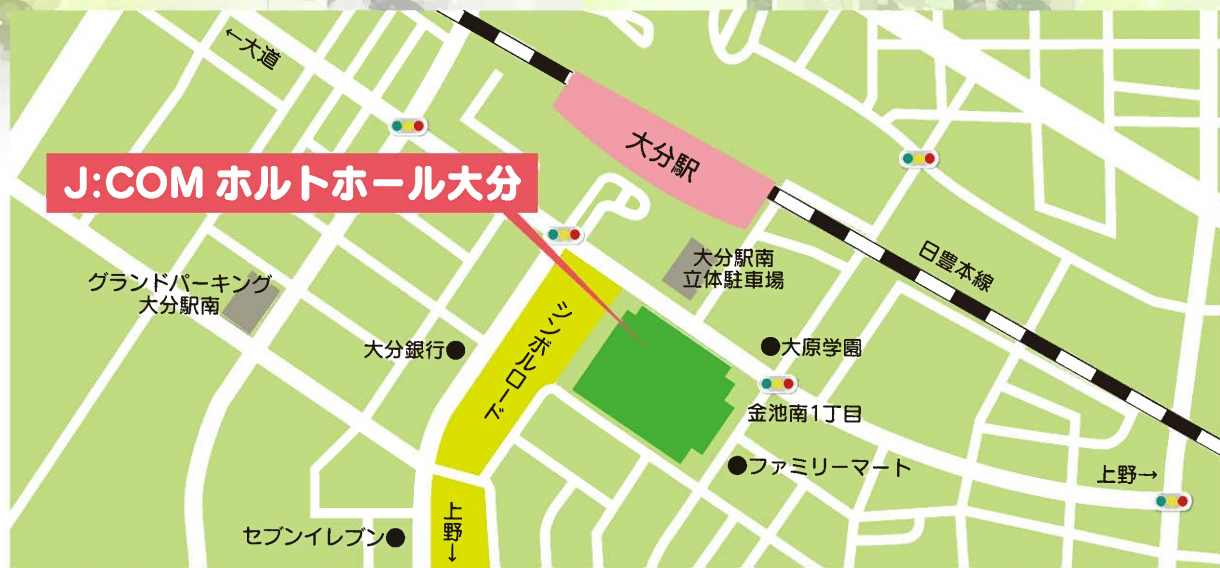 ←大道
大分駅
J:COM ホルトホール大分
日豊本線
大分駅南
立体駐車場
グランドパーキング
大分駅南
シンボルロード
大分銀行
大原学園
金池南1丁目
ファミリーマート
上野→
上野→
セブンイレブン